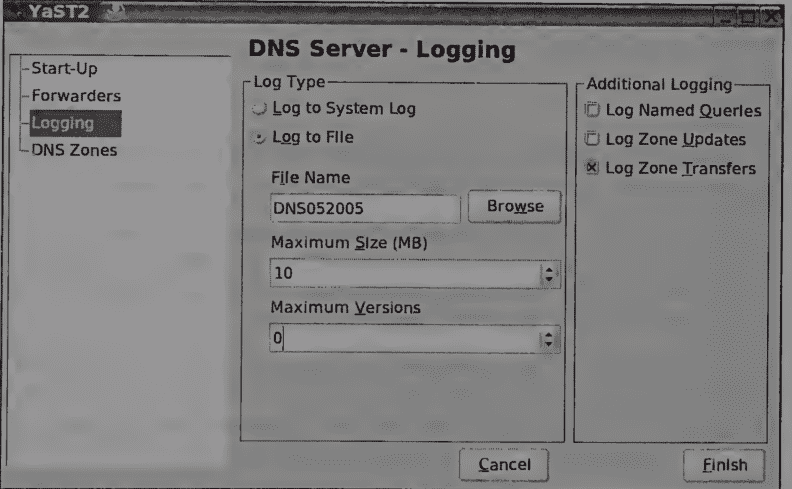 YaST2
DNS Server - Logging
Start-Up
Forwarders
Logging
DNS Zones
Log Type
Log to System Log
Log to File
File Name
DNS052005
Browse
Maximum Size (MB)
10
Maximum Versions
0
Additional Logging
Log Named Queries
Log Zone Updates
Log Zone Transfers
Cancel
Finish